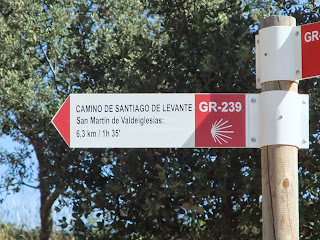 CAMINO DE SANTIAGO DE LEVANTE
San Martín de Valdeiglesias:
6,3 km / 1h 35'
GR-239
GR-